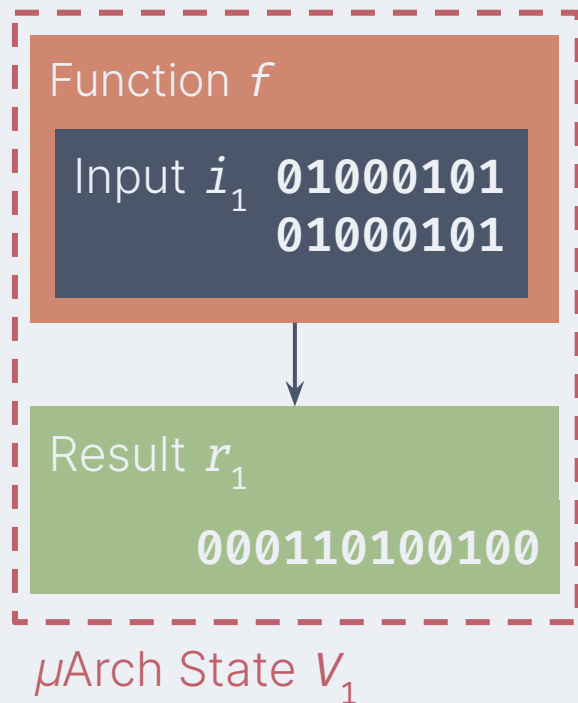 Function f
Input i₁ 01000101
01000101
Result r₁
000110100100
μArch State V₁